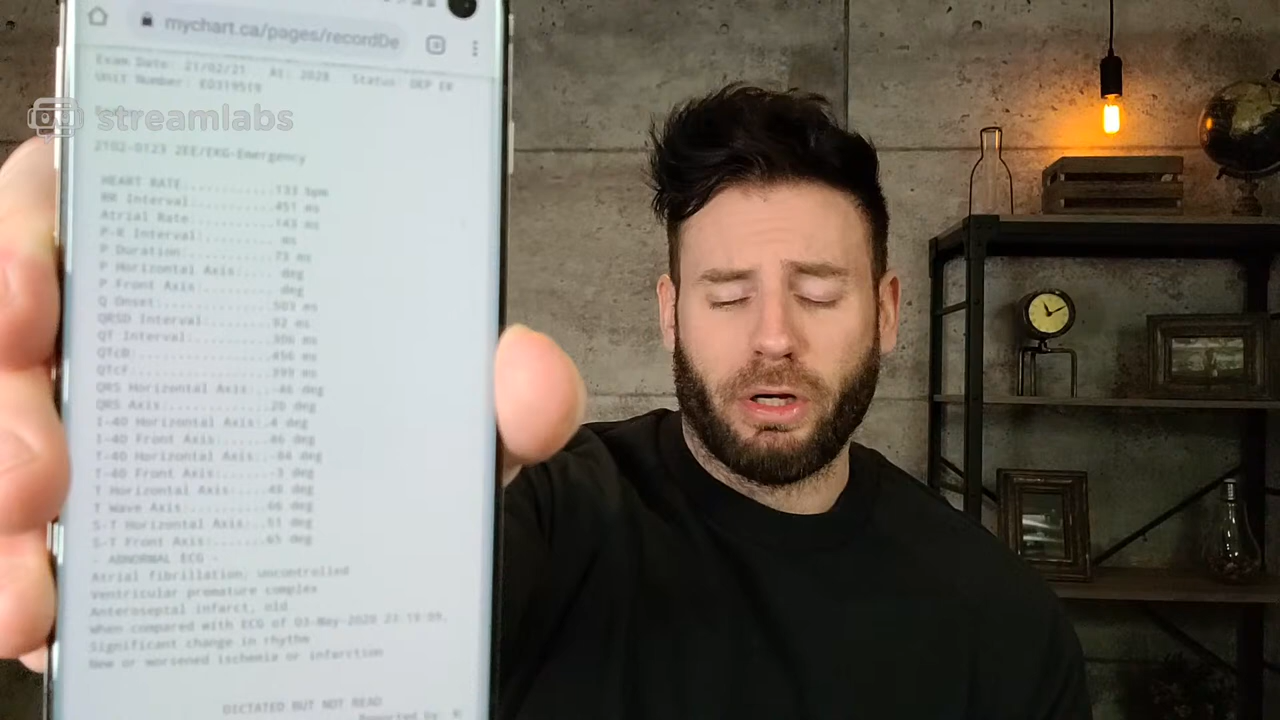 mychart.ca/pages/recordDe
Exam Date: 21/02/21 At: 2028 Status: DEP ER
Unit Number: E0319519
streamlabs
2102-0123 2EE/EKG-Emergency
HEART RATE:...........133 bpm
RR Interval:..........451 ms
Atrial Rate:..........143 ms
P-R Interval:......... ms
P Duration:...........73 ms
P Horizontal Axis:..... deg
P Front Axis:.......... deg
Q Onset:.............503 ms
QRSD Interval:........92 ms
QT Interval:.........306 ms
QTcB:................456 ms
QTcF:................399 ms
QRS Horizontal Axis:..-46 deg
QRS Axis:.............20 deg
I-40 Horizontal Axis:.4 deg
I-40 Front Axis:......46 deg
T-40 Horizontal Axis:.-84 deg
T-40 Front Axis:......-3 deg
T Horizontal Axis:....48 deg
T Wave Axis:..........66 deg
S-T Horizontal Axis:..51 deg
S-T Front Axis:.......65 deg
- ABNORMAL ECG -
Atrial fibrillation, uncontrolled
Ventricular premature complex
Anteroseptal infarct, old
When compared with ECG of 03-May-2020 23:19:09,
Significant change in rhythm
New or worsened ischemia or infarction
DICTATED BUT NOT READ
Reported by: